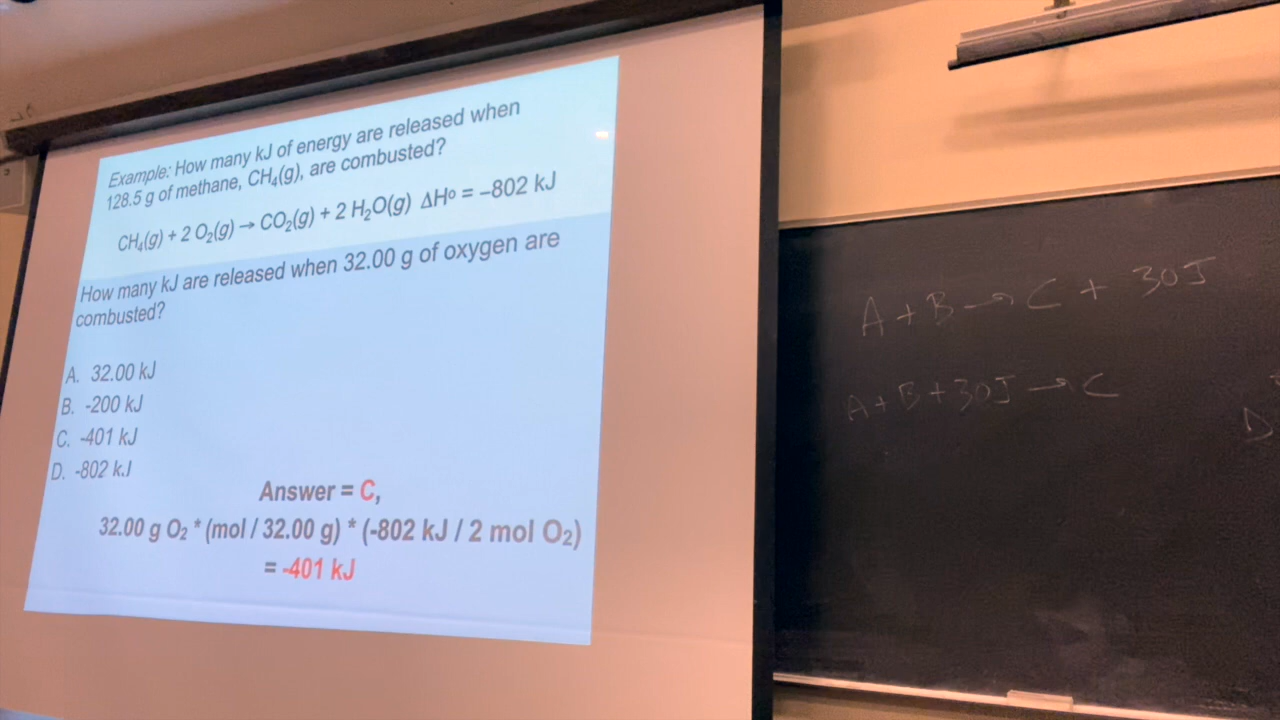 Example: How many kJ of energy are released when
128.5 g of methane, CH₄(g), are combusted?
CH₄(g) + 2 O₂(g) → CO₂(g) + 2 H₂O(g) ΔHº = –802 kJ
How many kJ are released when 32.00 g of oxygen are
combusted?
A. 32.00 kJ
B. -200 kJ
C. -401 kJ
D. -802 kJ
Answer = C,
32.00 g O₂ * (mol / 32.00 g) * (-802 kJ / 2 mol O₂)
= -401 kJ
A + B → C + 30J
A + B + 30J → C
D